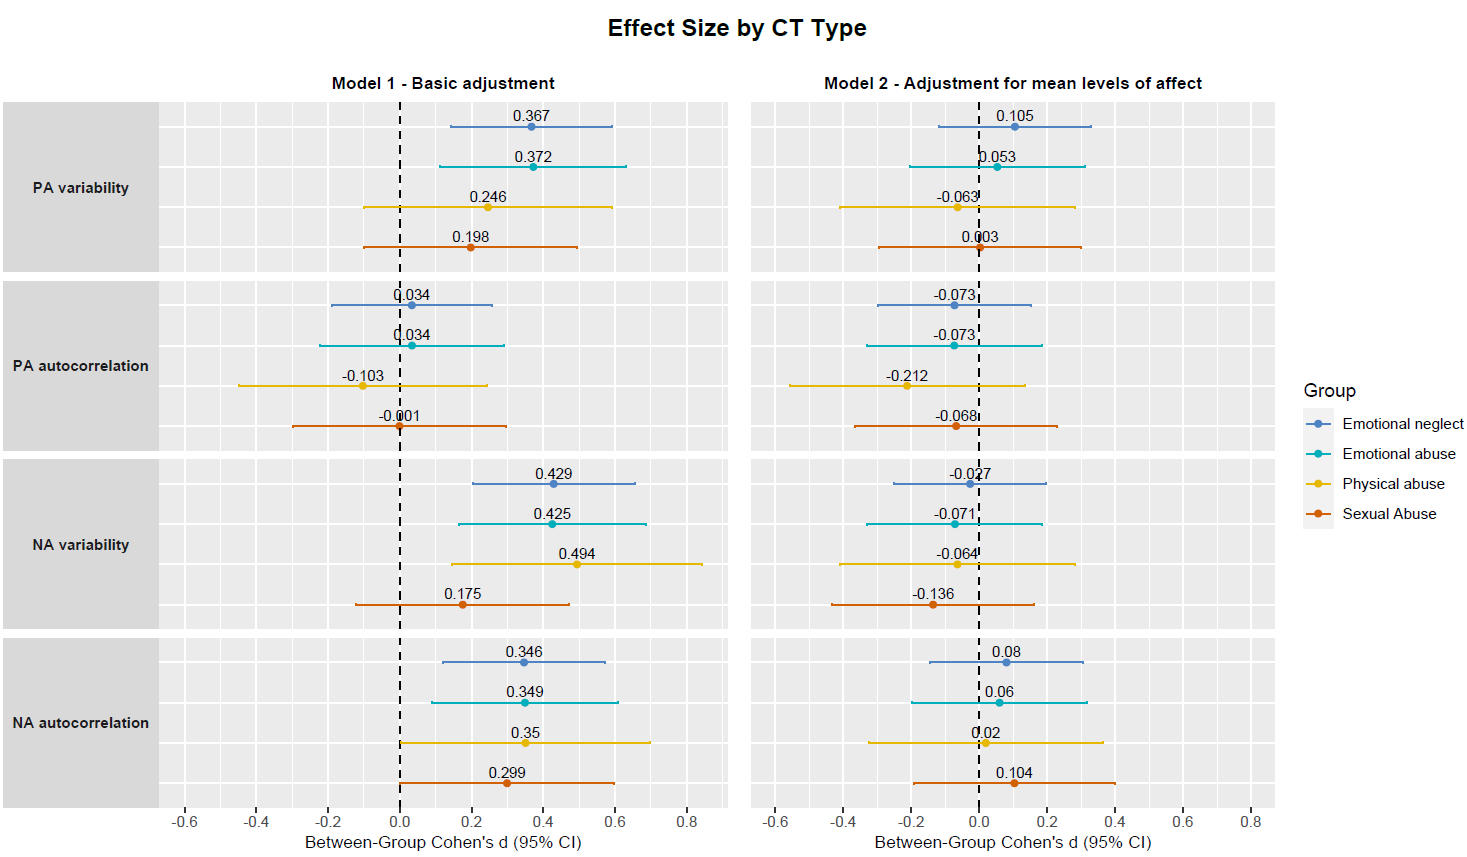 Effect Size by CT Type
Model 1 - Basic adjustment
Model 2 - Adjustment for mean levels of affect
PA variability
0.367
0.372
0.246
0.198
0.105
0.053
-0.063
0.003
PA autocorrelation
0.034
0.034
-0.103
-0.001
-0.073
-0.073
-0.212
-0.068
NA variability
0.429
0.425
0.494
0.175
-0.027
-0.071
-0.064
-0.136
NA autocorrelation
0.346
0.349
0.35
0.299
0.08
0.06
0.02
0.104
-0.6 -0.4 -0.2 0.0 0.2 0.4 0.6 0.8
-0.6 -0.4 -0.2 0.0 0.2 0.4 0.6 0.8
Between-Group Cohen's d (95% CI)
Between-Group Cohen's d (95% CI)
Group
Emotional neglect
Emotional abuse
Physical abuse
Sexual Abuse